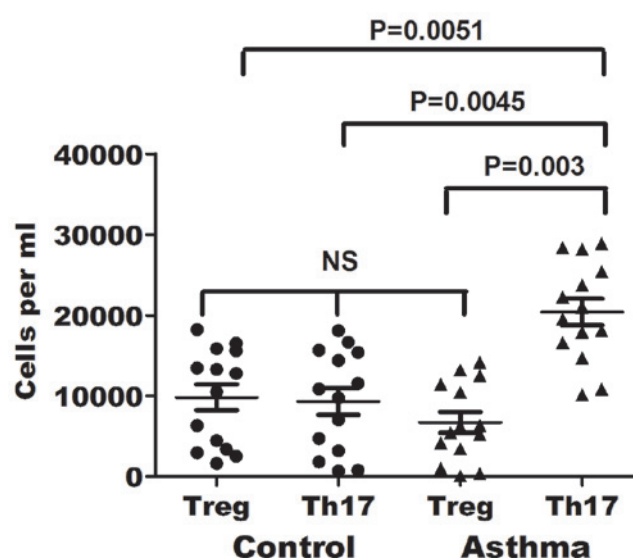 P=0.0051
P=0.0045
40000
P=0.003
30000
NS
20000
10000
0
Cells per ml
Treg Th17 Treg Th17
Control Asthma